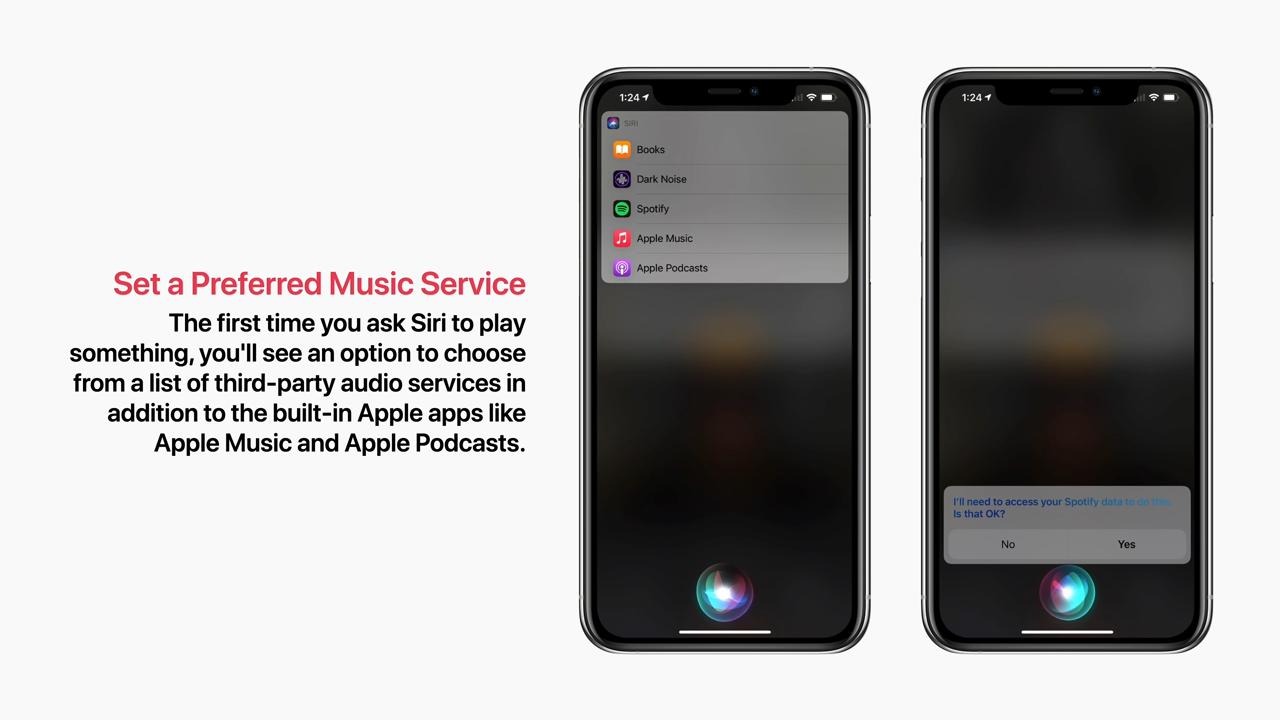 Set a Preferred Music Service
The first time you ask Siri to play
something, you'll see an option to choose
from a list of third-party audio services in
addition to the built-in Apple apps like
Apple Music and Apple Podcasts.
1:24
SIRI
Books
Dark Noise
Spotify
Apple Music
Apple Podcasts
1:24
I'll need to access your Spotify data to do this.
Is that OK?
No
Yes